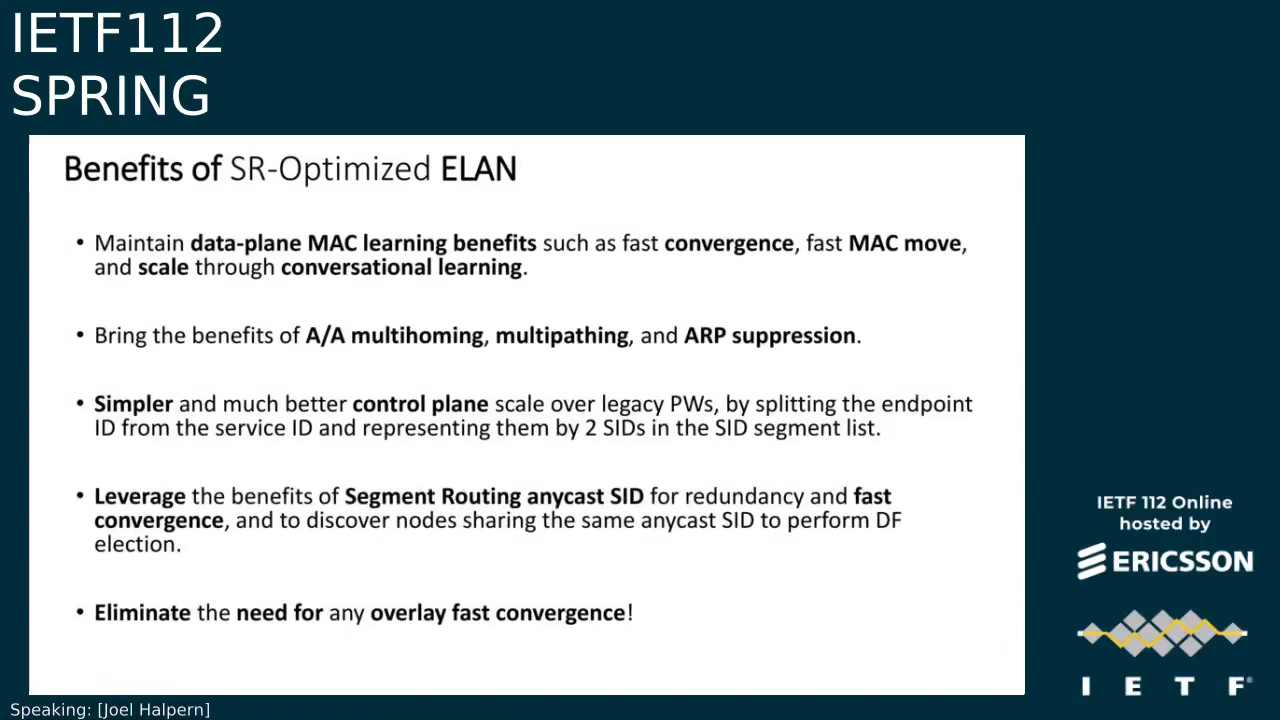 IETF112
SPRING
Benefits of SR-Optimized ELAN
• Maintain data-plane MAC learning benefits such as fast convergence, fast MAC move,
and scale through conversational learning.
• Bring the benefits of A/A multihoming, multipathing, and ARP suppression.
• Simpler and much better control plane scale over legacy PWs, by splitting the endpoint
ID from the service ID and representing them by 2 SIDs in the SID segment list.
• Leverage the benefits of Segment Routing anycast SID for redundancy and fast
convergence, and to discover nodes sharing the same anycast SID to perform DF
election.
• Eliminate the need for any overlay fast convergence!
IETF 112 Online
hosted by
ERICSSON
I E T F®
Speaking: [Joel Halpern]